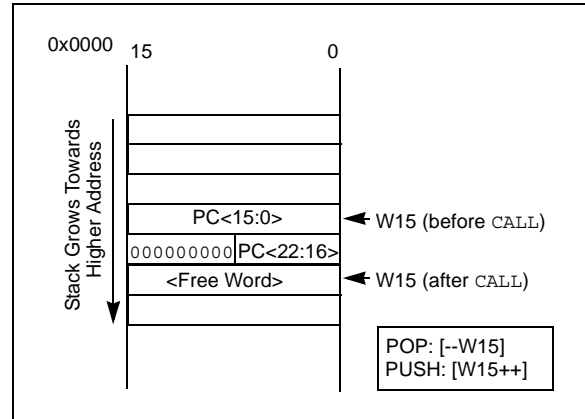 0x0000
15 0
Stack Grows Towards
Higher Address
PC<15:0>
W15 (before CALL)
000000000 PC<22:16>
<Free Word>
W15 (after CALL)
POP: [--W15]
PUSH: [W15++]